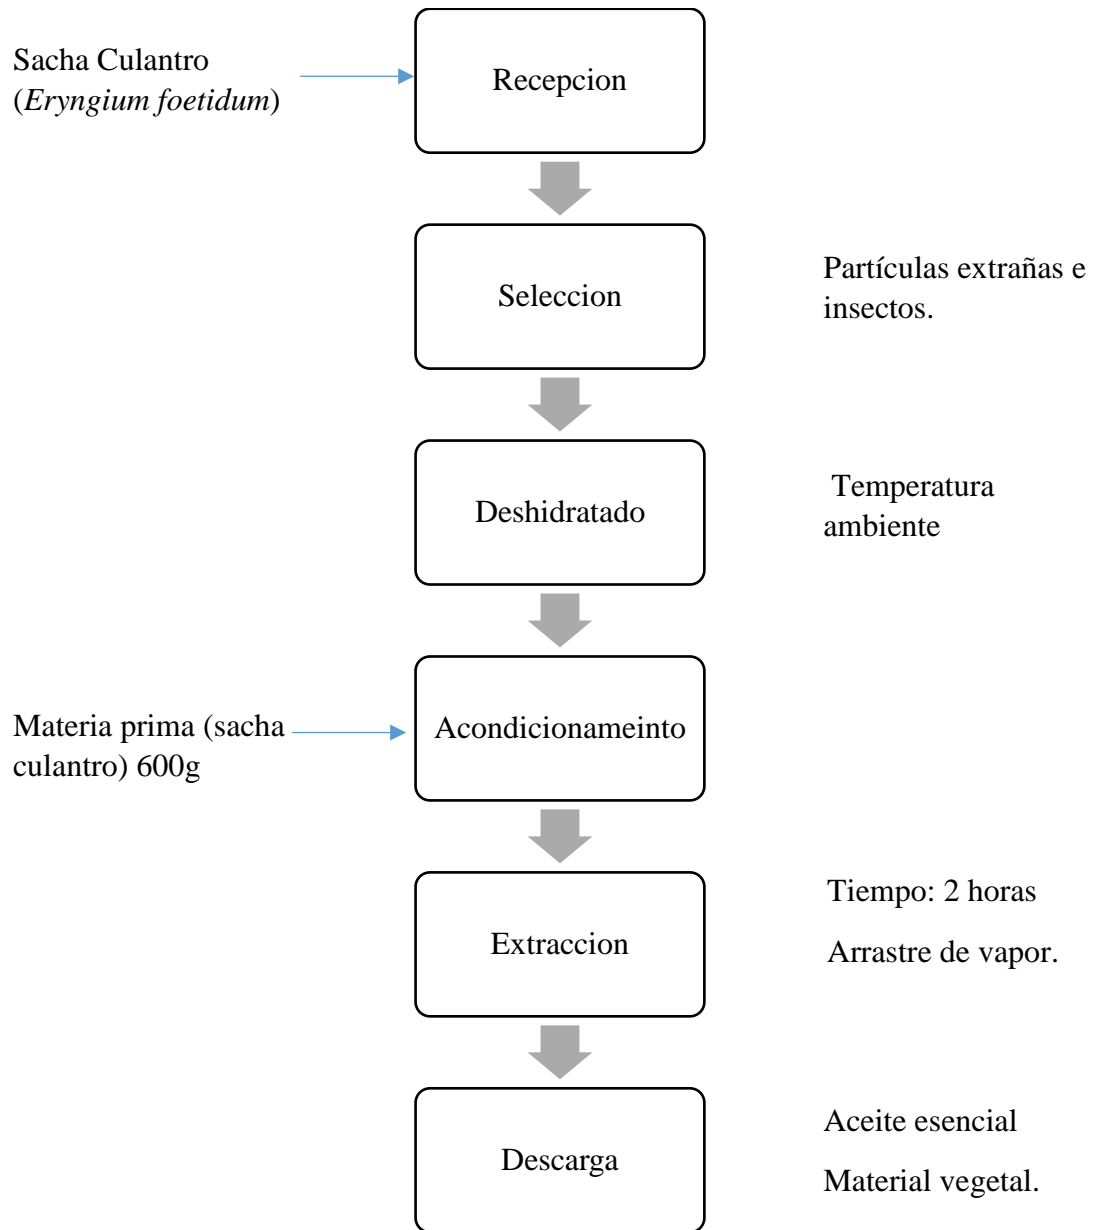 Sacha Culantro
(Eryngium foetidum)
Recepcion
Seleccion
Partículas extrañas e
insectos.
Deshidratado
Temperatura
ambiente
Materia prima (sacha
culantro) 600g
Acondicionameinto
Extraccion
Tiempo: 2 horas
Arrastre de vapor.
Descarga
Aceite esencial
Material vegetal.